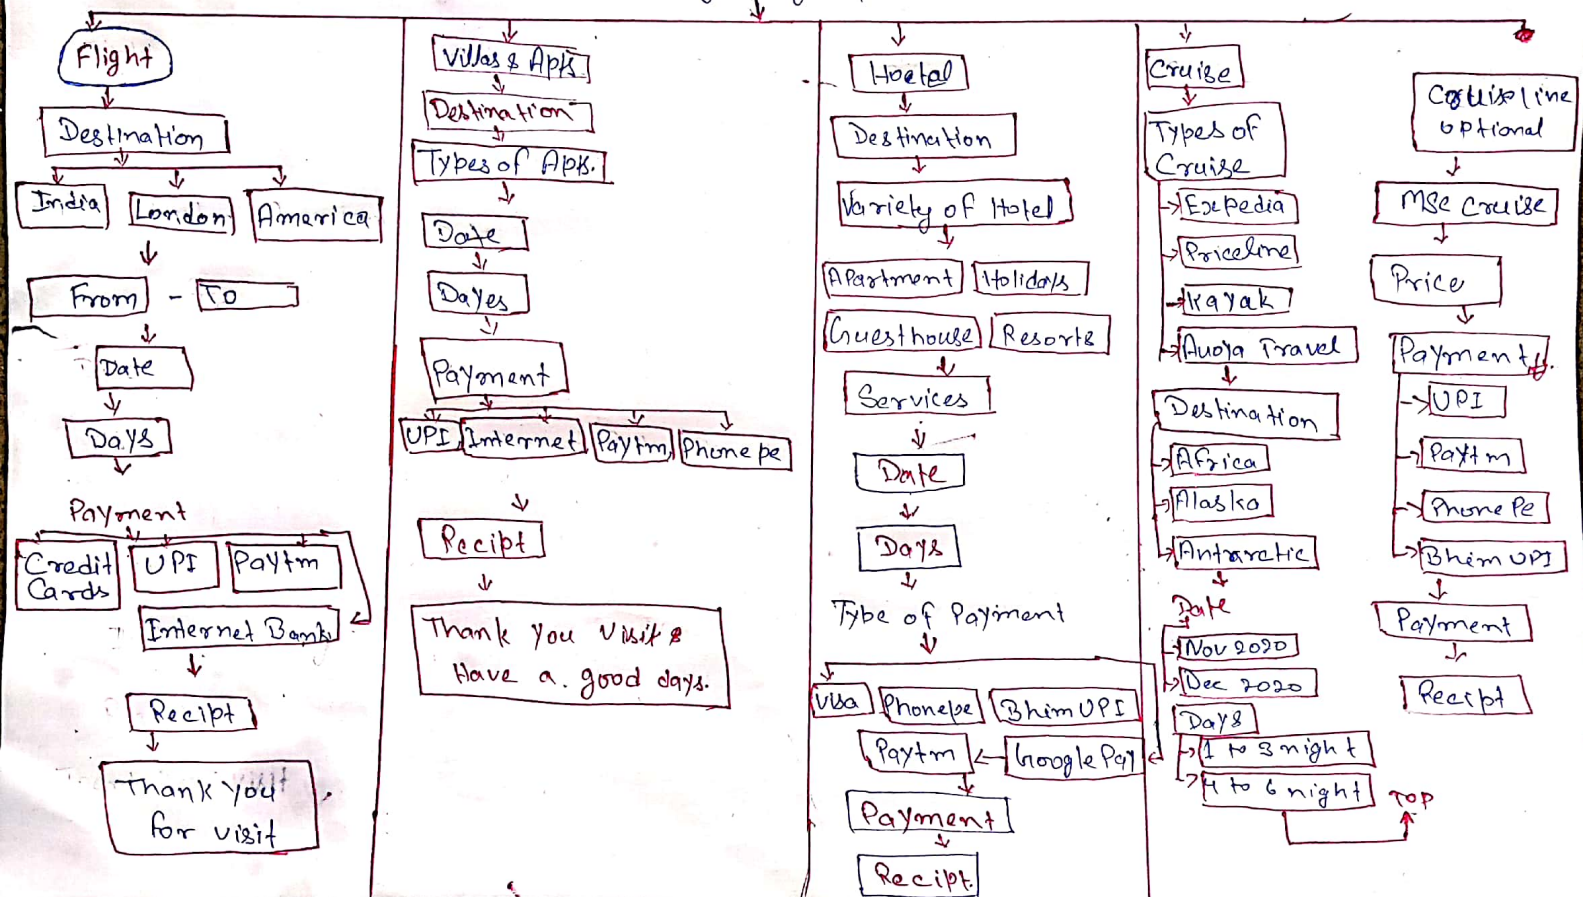 Flight
Destination
India
London
America
From - To
Date
Days
Payment
Credit
Cards
UPI
Paytm
Internet Bank
Recipt
Thank you
for visit
Villas & Apts
Destination
Types of Apts.
Date
Dayes
Payment
UPI
Internet
Paytm
Phone pe
Recipt
Thank you visit &
Have a. good days.
Hoetal
Destination
Variety of Hotel
Apartment
Holidays
Guesthouse
Resorts
Services
Date
Days
Type of Payiment
Visa
Phonepe
Bhim UPI
Paytm
Google Pay
Payment
Recipt.
Cruise
Types of
Cruise
Expedia
Priceline
Kayak
Auoya Travel
Destination
Africa
Alaska
Antarctic
Date
Nov 2020
Dec 2020
Days
1 to 3 night
4 to 6 night
TOP
optional
MSC Cruise
Price
Payment
UPI
Paytm
Phone Pe
Bhim UPI
Payment
Recipt